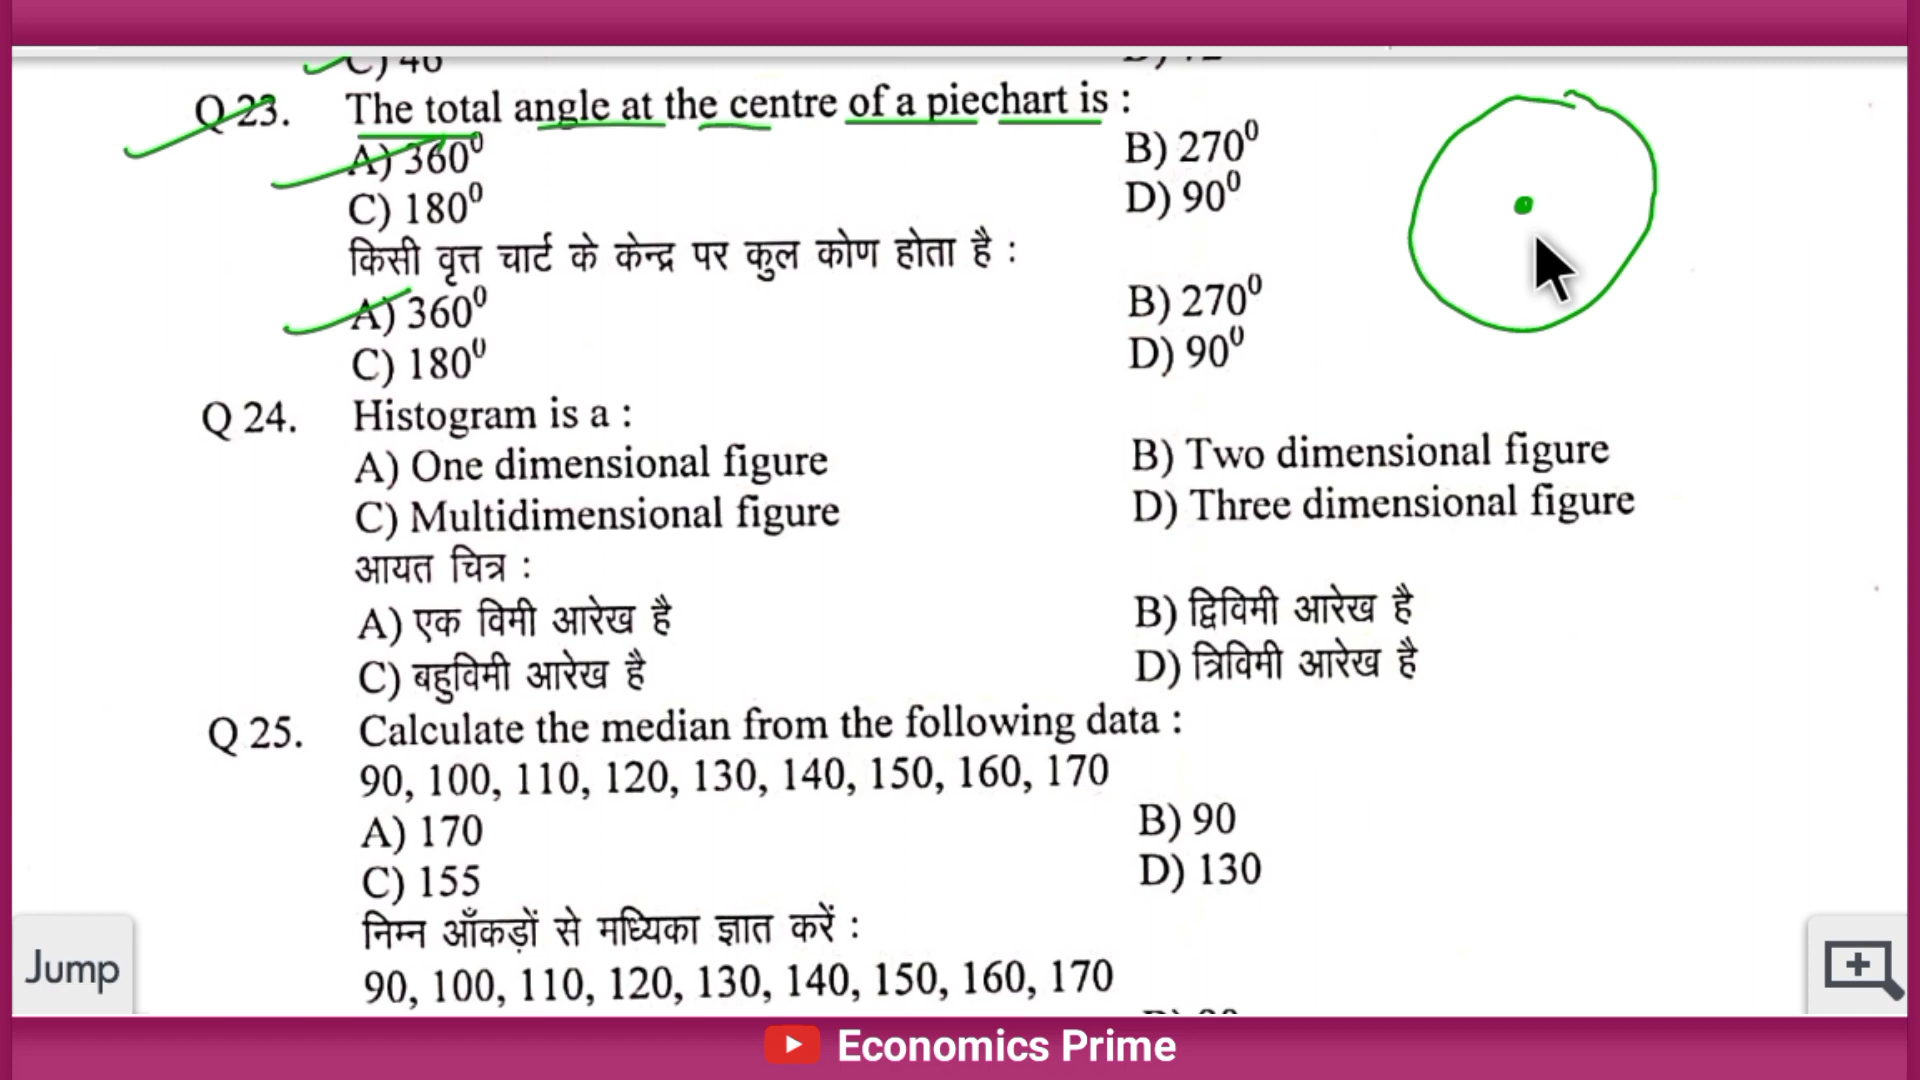 Q 23. The total angle at the centre of a piechart is :
A) 360⁰ B) 270⁰
C) 180⁰ D) 90⁰
किसी वृत्त चार्ट के केन्द्र पर कुल कोण होता है :
A) 360⁰ B) 270⁰
C) 180⁰ D) 90⁰
Q 24. Histogram is a :
A) One dimensional figure B) Two dimensional figure
C) Multidimensional figure D) Three dimensional figure
आयत चित्र :
A) एक विमी आरेख है B) द्विविमी आरेख है
C) बहुविमी आरेख है D) त्रिविमी आरेख है
Q 25. Calculate the median from the following data :
90, 100, 110, 120, 130, 140, 150, 160, 170
A) 170 B) 90
C) 155 D) 130
निम्न आँकड़ों से मध्यिका ज्ञात करें :
90, 100, 110, 120, 130, 140, 150, 160, 170
Jump
Economics Prime